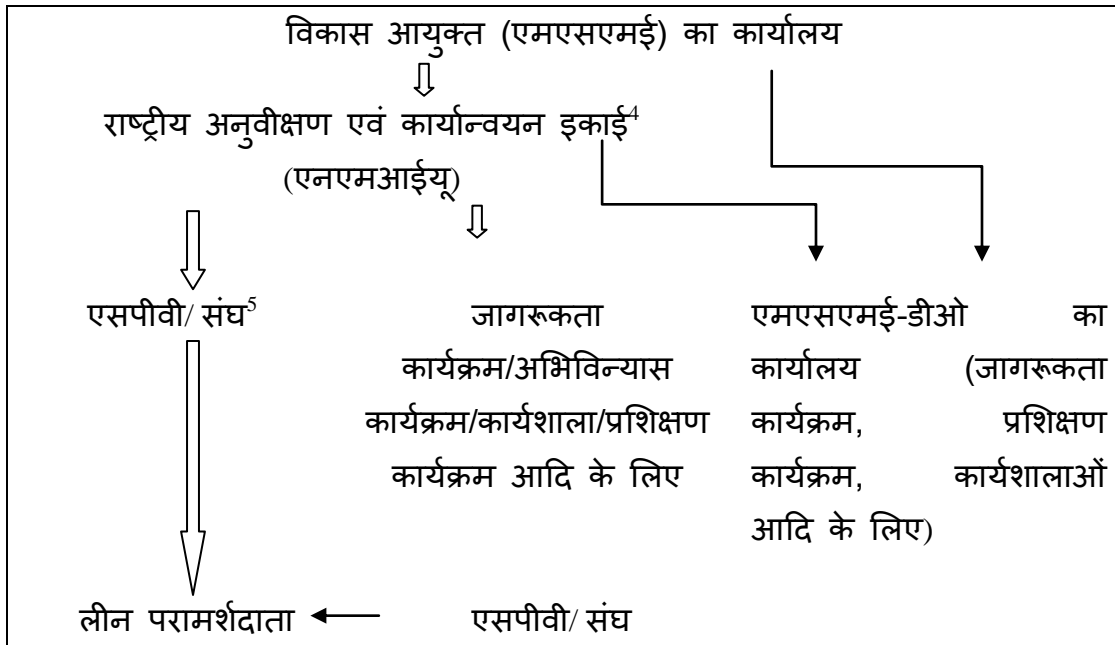 विकास आयुक्त (एमएसएमई) का कार्यालय
राष्ट्रीय अनुवीक्षण एवं कार्यान्वयन इकाई4
(एनएमआईयू)
एसपीवी/ संघ5
जागरूकता
कार्यक्रम/अभिविन्यास
कार्यक्रम/कार्यशाला/प्रशिक्षण
कार्यक्रम आदि के लिए
एमएसएमई-डीओ का
कार्यालय (जागरूकता
कार्यक्रम, प्रशिक्षण
कार्यक्रम, कार्यशालाओं
आदि के लिए)
लीन परामर्शदाता
एसपीवी/ संघ